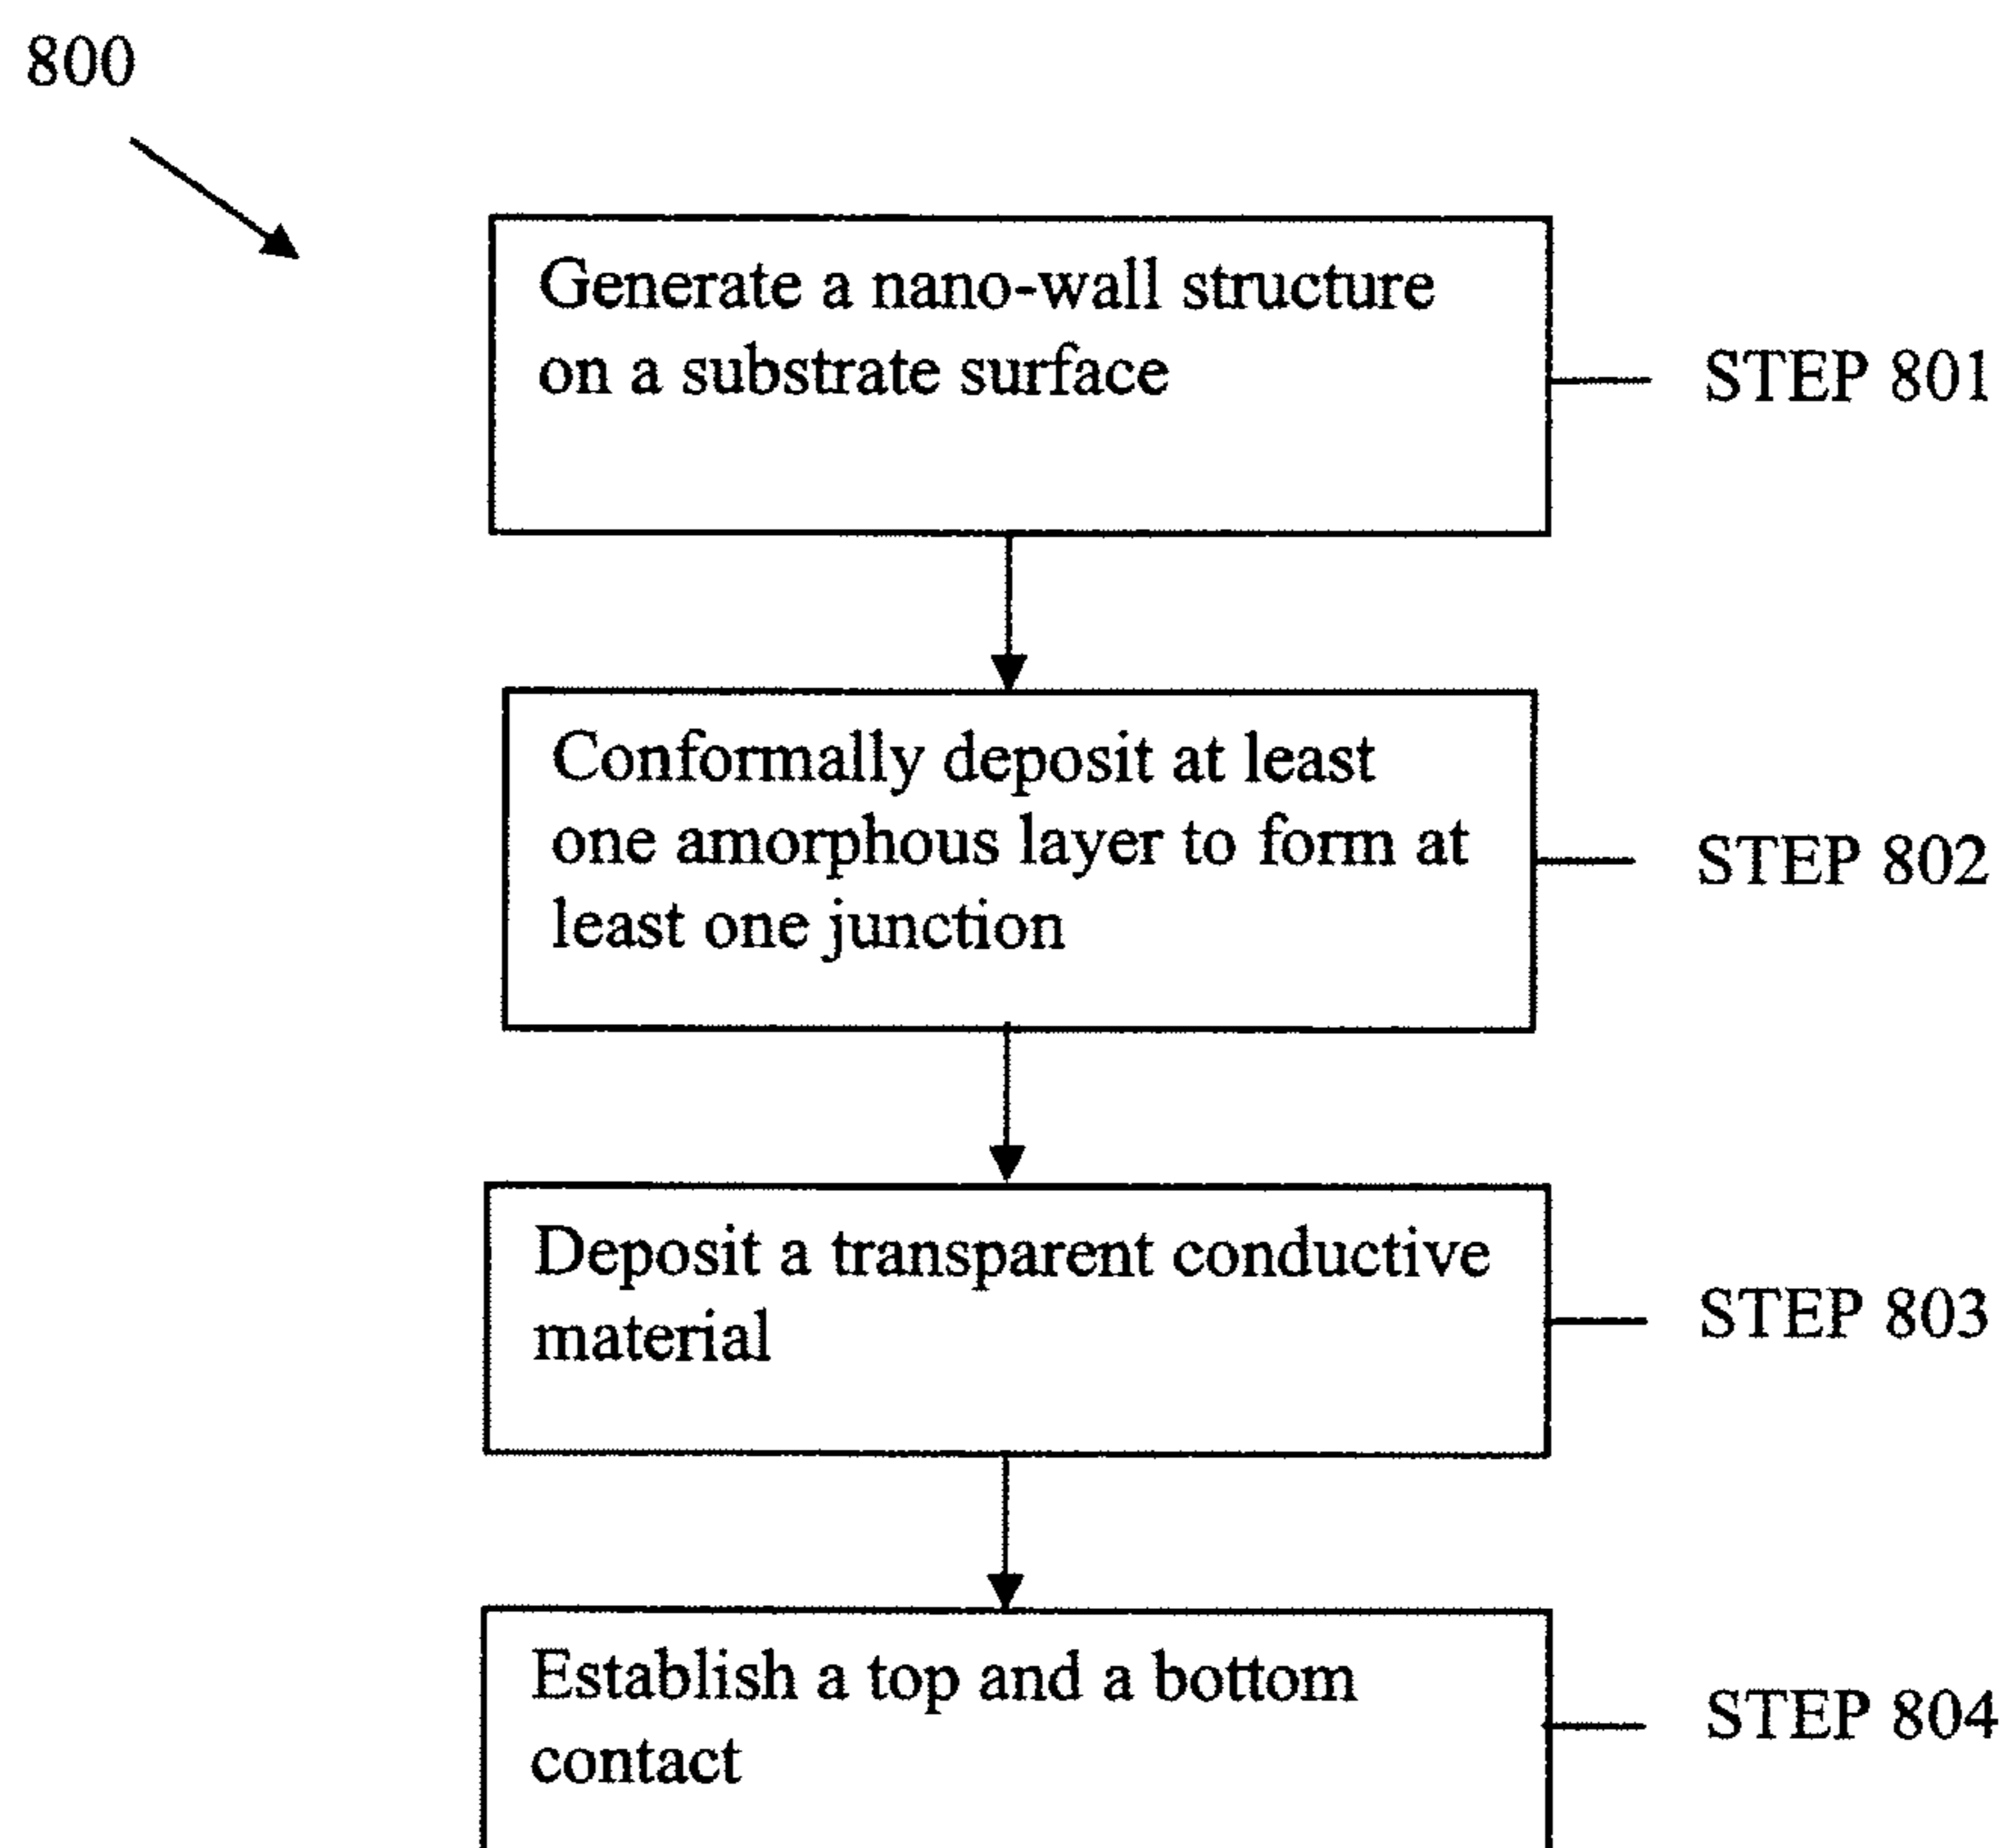 800
Generate a nano-wall structure
on a substrate surface
STEP 801
Conformally deposit at least
one amorphous layer to form at
least one junction
STEP 802
Deposit a transparent conductive
material
STEP 803
Establish a top and a bottom
contact
STEP 804